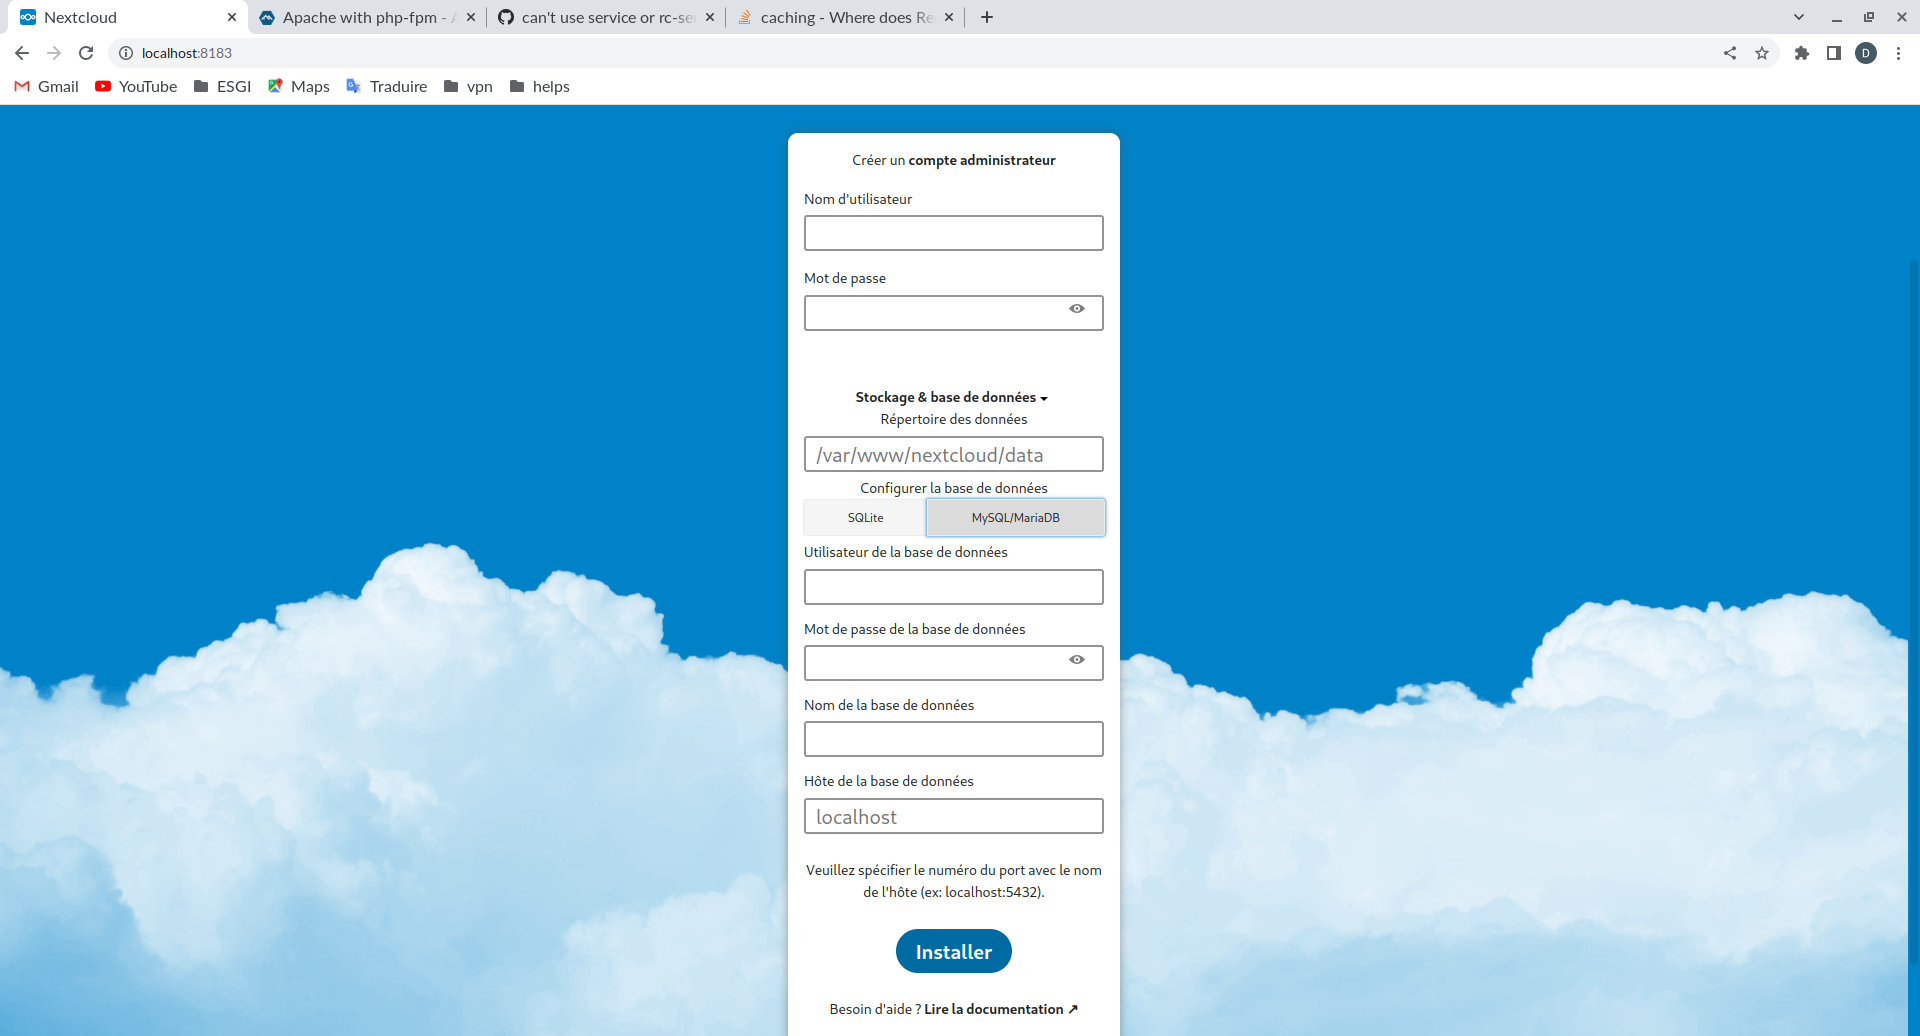 Nextcloud
Apache with php-fpm - A
can't use service or rc-se
caching - Where does Re
localhost:8183
D
Gmail
YouTube
ESGI
Maps
Traduire
vpn
helps
Créer un compte administrateur
Nom d'utilisateur
Mot de passe
Stockage & base de données
Répertoire des données
/var/www/nextcloud/data
Configurer la base de données
SQLite
MySQL/MariaDB
Utilisateur de la base de données
Mot de passe de la base de données
Nom de la base de données
Hôte de la base de données
localhost
Veuillez spécifier le numéro du port avec le nom
de l'hôte (ex: localhost:5432).
Installer
Besoin d'aide ? Lire la documentation ↗